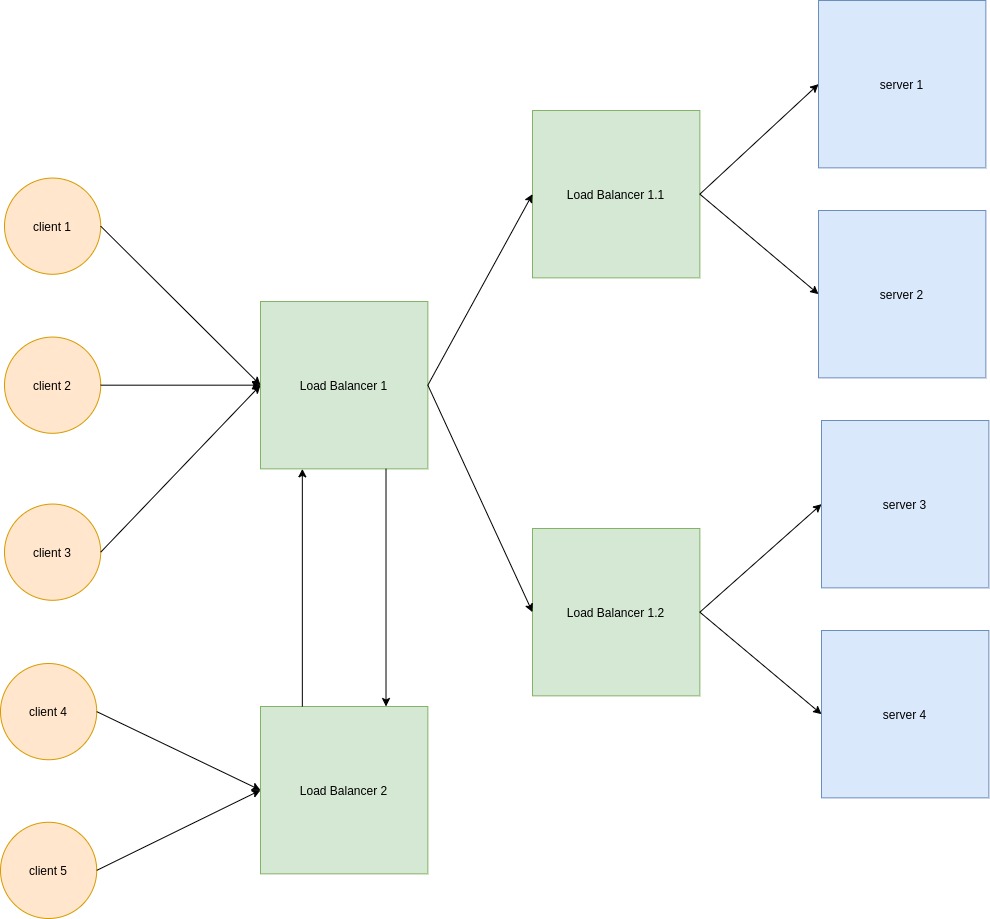 client 1
client 2
client 3
client 4
client 5
Load Balancer 1
Load Balancer 2
Load Balancer 1.1
Load Balancer 1.2
server 1
server 2
server 3
server 4